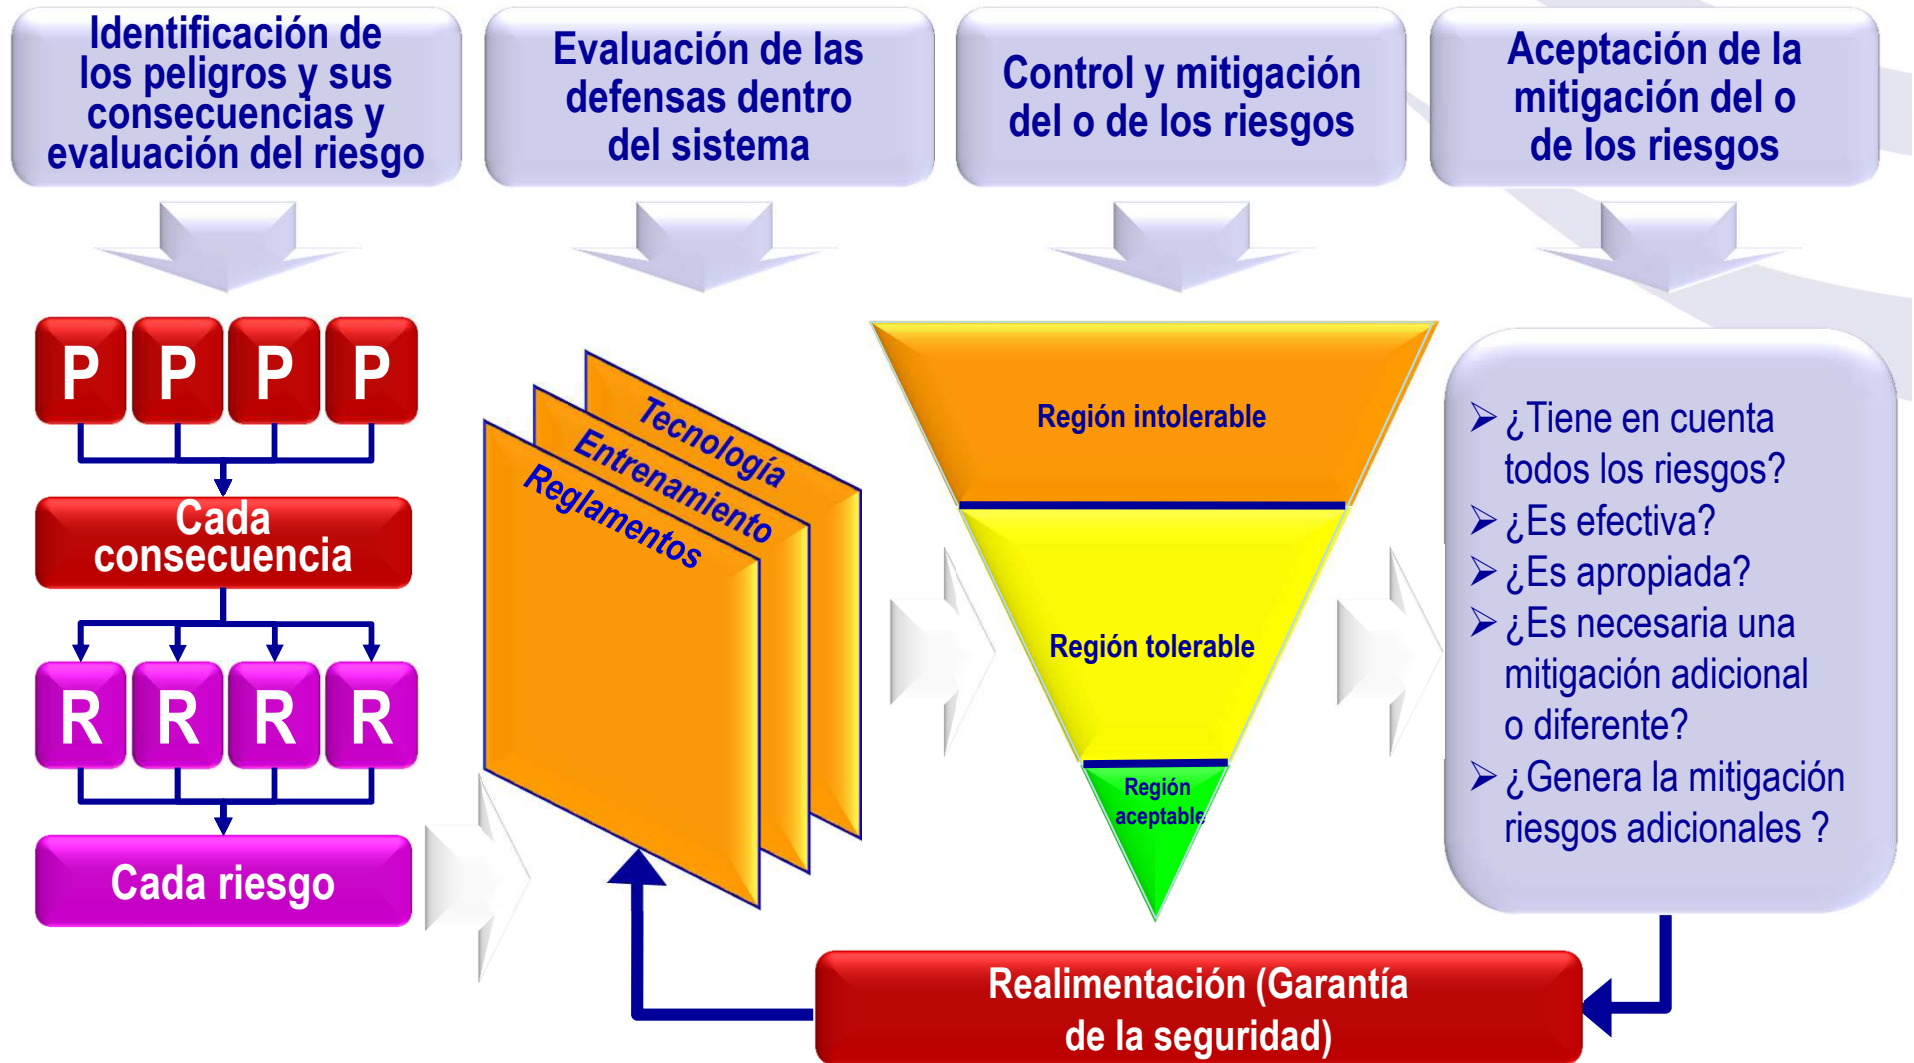 Identificación de
los peligros y sus
consecuencias y
evaluación del riesgo
Evaluación de las
defensas dentro
del sistema
Control y mitigación
del o de los riesgos
Aceptación de la
mitigación del o
de los riesgos
P P P P
Cada
consecuencia
R R R R
Cada riesgo
Tecnología
Entrenamiento
Reglamentos
Región intolerable
Región tolerable
Región
aceptable
➢ ¿Tiene en cuenta
todos los riesgos?
➢ ¿Es efectiva?
➢ ¿Es apropiada?
➢ ¿Es necesaria una
mitigación adicional
o diferente?
➢ ¿Genera la mitigación
riesgos adicionales ?
Realimentación (Garantía
de la seguridad)